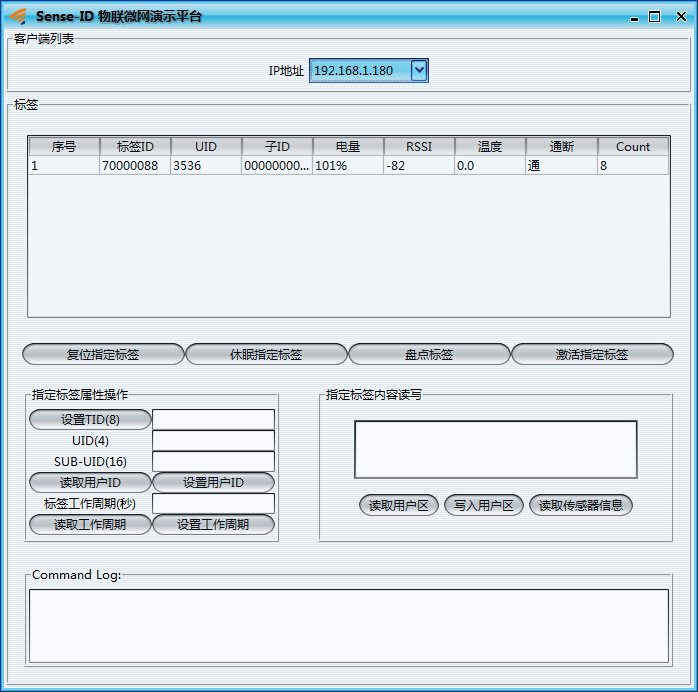 Sense-ID 物联微网演示平台
客户端列表
IP地址 192.168.1.180
标签
序号 标签ID UID 子ID 电量 RSSI 温度 通断 Count
1 70000088 3536 00000000... 101% -82 0.0 通 8
复位指定标签 休眠指定标签 盘点标签 激活指定标签
指定标签属性操作
设置TID(8)
UID(4)
SUB-UID(16)
读取用户ID 设置用户ID
标签工作周期(秒)
读取工作周期 设置工作周期
指定标签内容读写
读取用户区 写入用户区 读取传感器信息
Command Log: